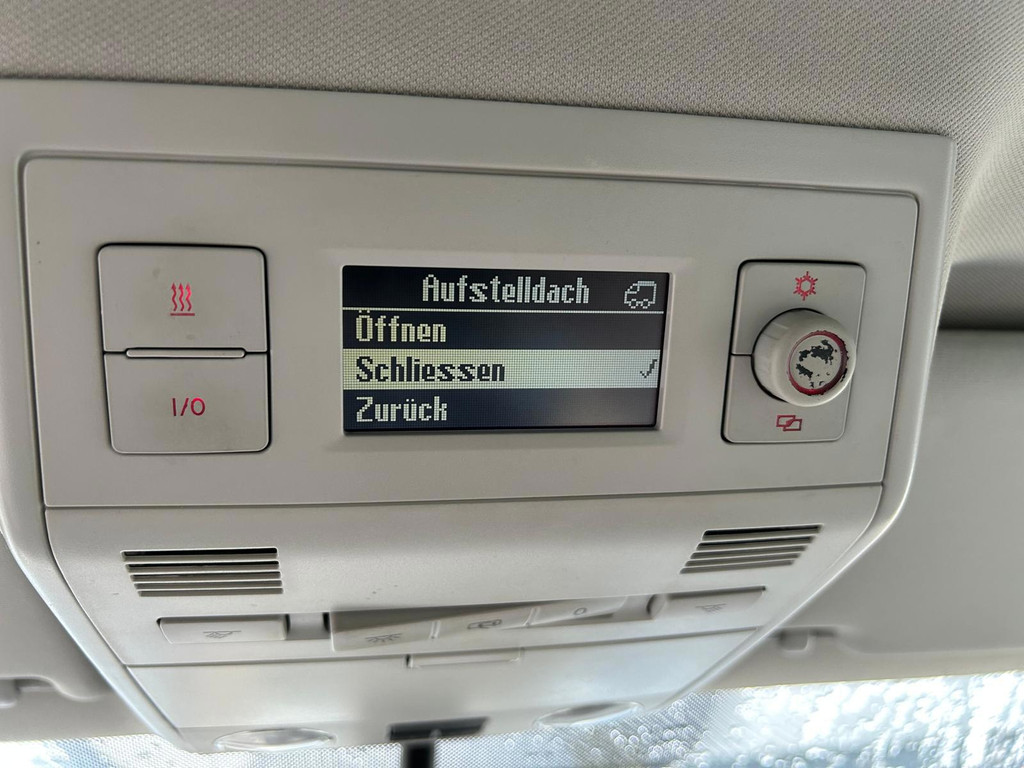 Aufstelldach
Öffnen
Schliessen
Zurück
I/O